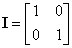 I = [ 1 0
0 1 ]